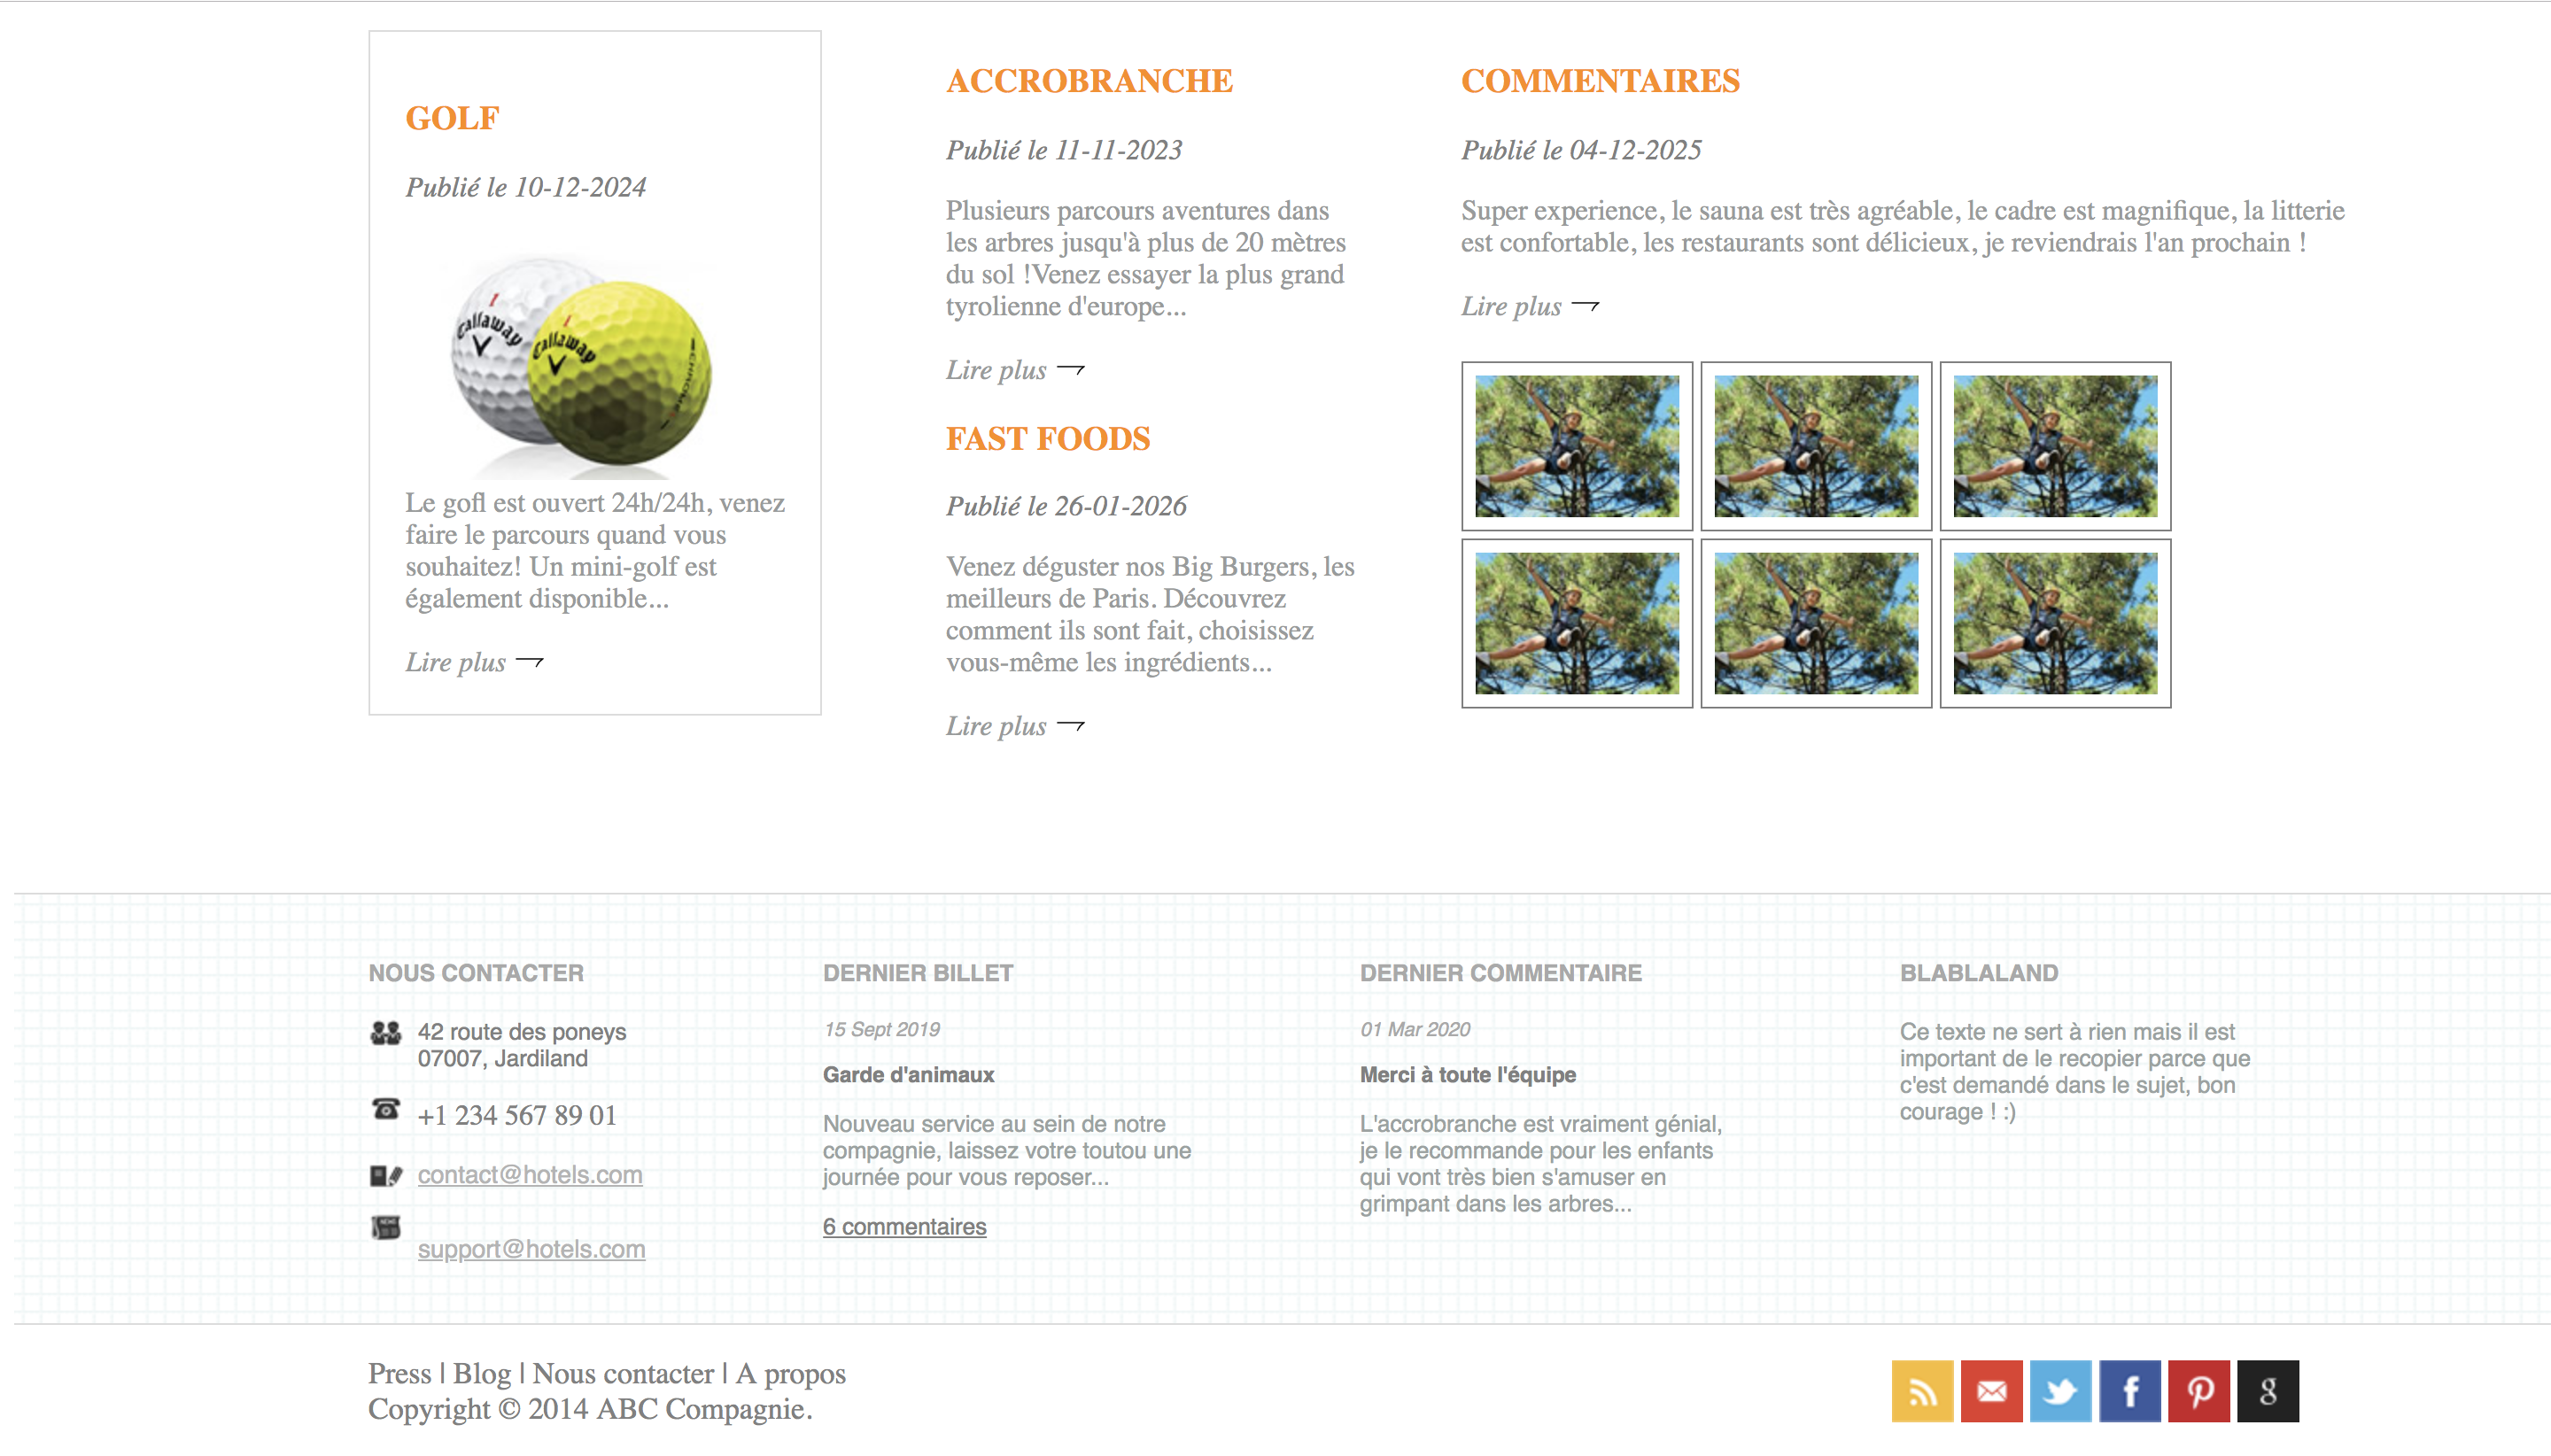 GOLF
Publié le 10-12-2024
Callaway
Callaway
Le gofl est ouvert 24h/24h, venez
faire le parcours quand vous
souhaitez! Un mini-golf est
également disponible...
Lire plus
ACCROBRANCHE
Publié le 11-11-2023
Plusieurs parcours aventures dans
les arbres jusqu'à plus de 20 mètres
du sol !Venez essayer la plus grand
tyrolienne d'europe...
Lire plus
FAST FOODS
Publié le 26-01-2026
Venez déguster nos Big Burgers, les
meilleurs de Paris. Découvrez
comment ils sont fait, choisissez
vous-même les ingrédients...
Lire plus
COMMENTAIRES
Publié le 04-12-2025
Super experience, le sauna est très agréable, le cadre est magnifique, la litterie
est confortable, les restaurants sont délicieux, je reviendrais l'an prochain !
Lire plus
NOUS CONTACTER
42 route des poneys
07007, Jardiland
+1 234 567 89 01
contact@hotels.com
support@hotels.com
DERNIER BILLET
15 Sept 2019
Garde d'animaux
Nouveau service au sein de notre
compagnie, laissez votre toutou une
journée pour vous reposer...
6 commentaires
DERNIER COMMENTAIRE
01 Mar 2020
Merci à toute l'équipe
L'accrobranche est vraiment génial,
je le recommande pour les enfants
qui vont très bien s'amuser en
grimpant dans les arbres...
BLABLALAND
Ce texte ne sert à rien mais il est
important de le recopier parce que
c'est demandé dans le sujet, bon
courage ! :)
Press | Blog | Nous contacter | A propos
Copyright © 2014 ABC Compagnie.